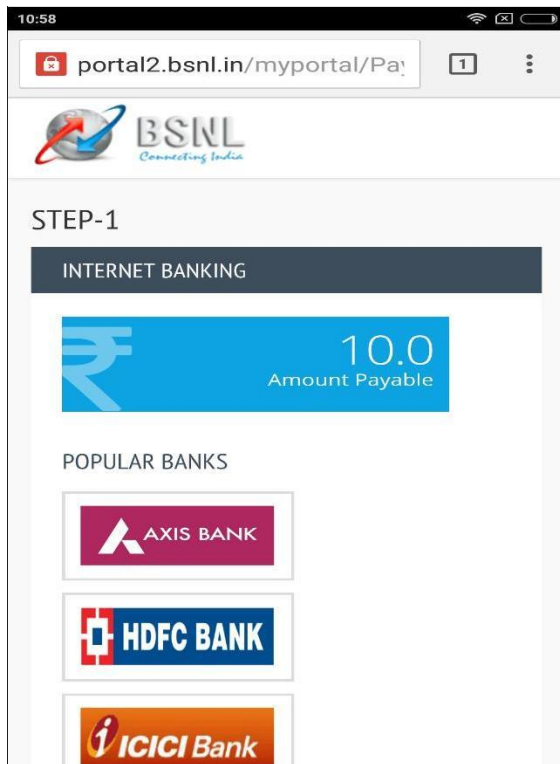 10:58
portal2.bsnl.in/myportal/Pay
1
BSNL
Connecting India
STEP-1
INTERNET BANKING
₹
10.0
Amount Payable
POPULAR BANKS
AXIS BANK
HDFC BANK
ICICI Bank